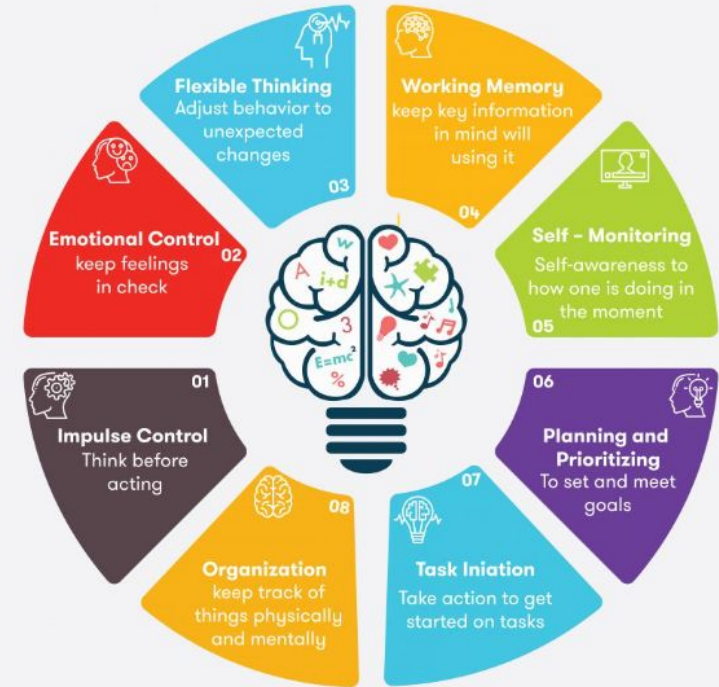 01
Impulse Control
Think before
acting
02
Emotional Control
keep feelings
in check
03
Flexible Thinking
Adjust behavior to
unexpected
changes
04
Working Memory
keep key information
in mind will
using it
05
Self - Monitoring
Self-awareness to
how one is doing in
the moment
06
Planning and
Prioritizing
To set and meet
goals
07
Task Iniation
Take action to get
started on tasks
08
Organization
keep track of
things physically
and mentally
W
A
i+d
3
E=mc²
%